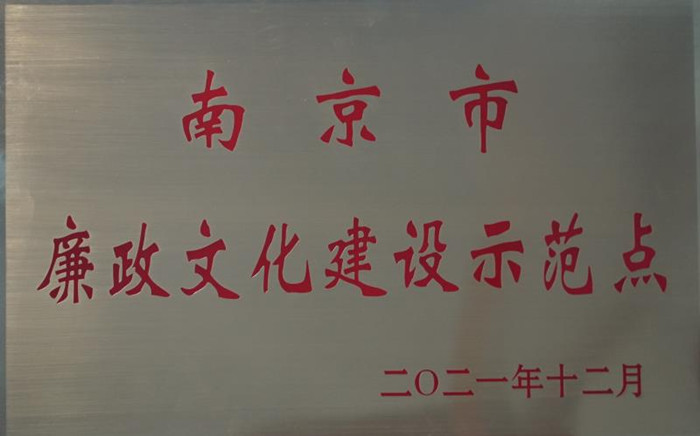 南京市
廉政文化建设示范点
二〇二一年十二月